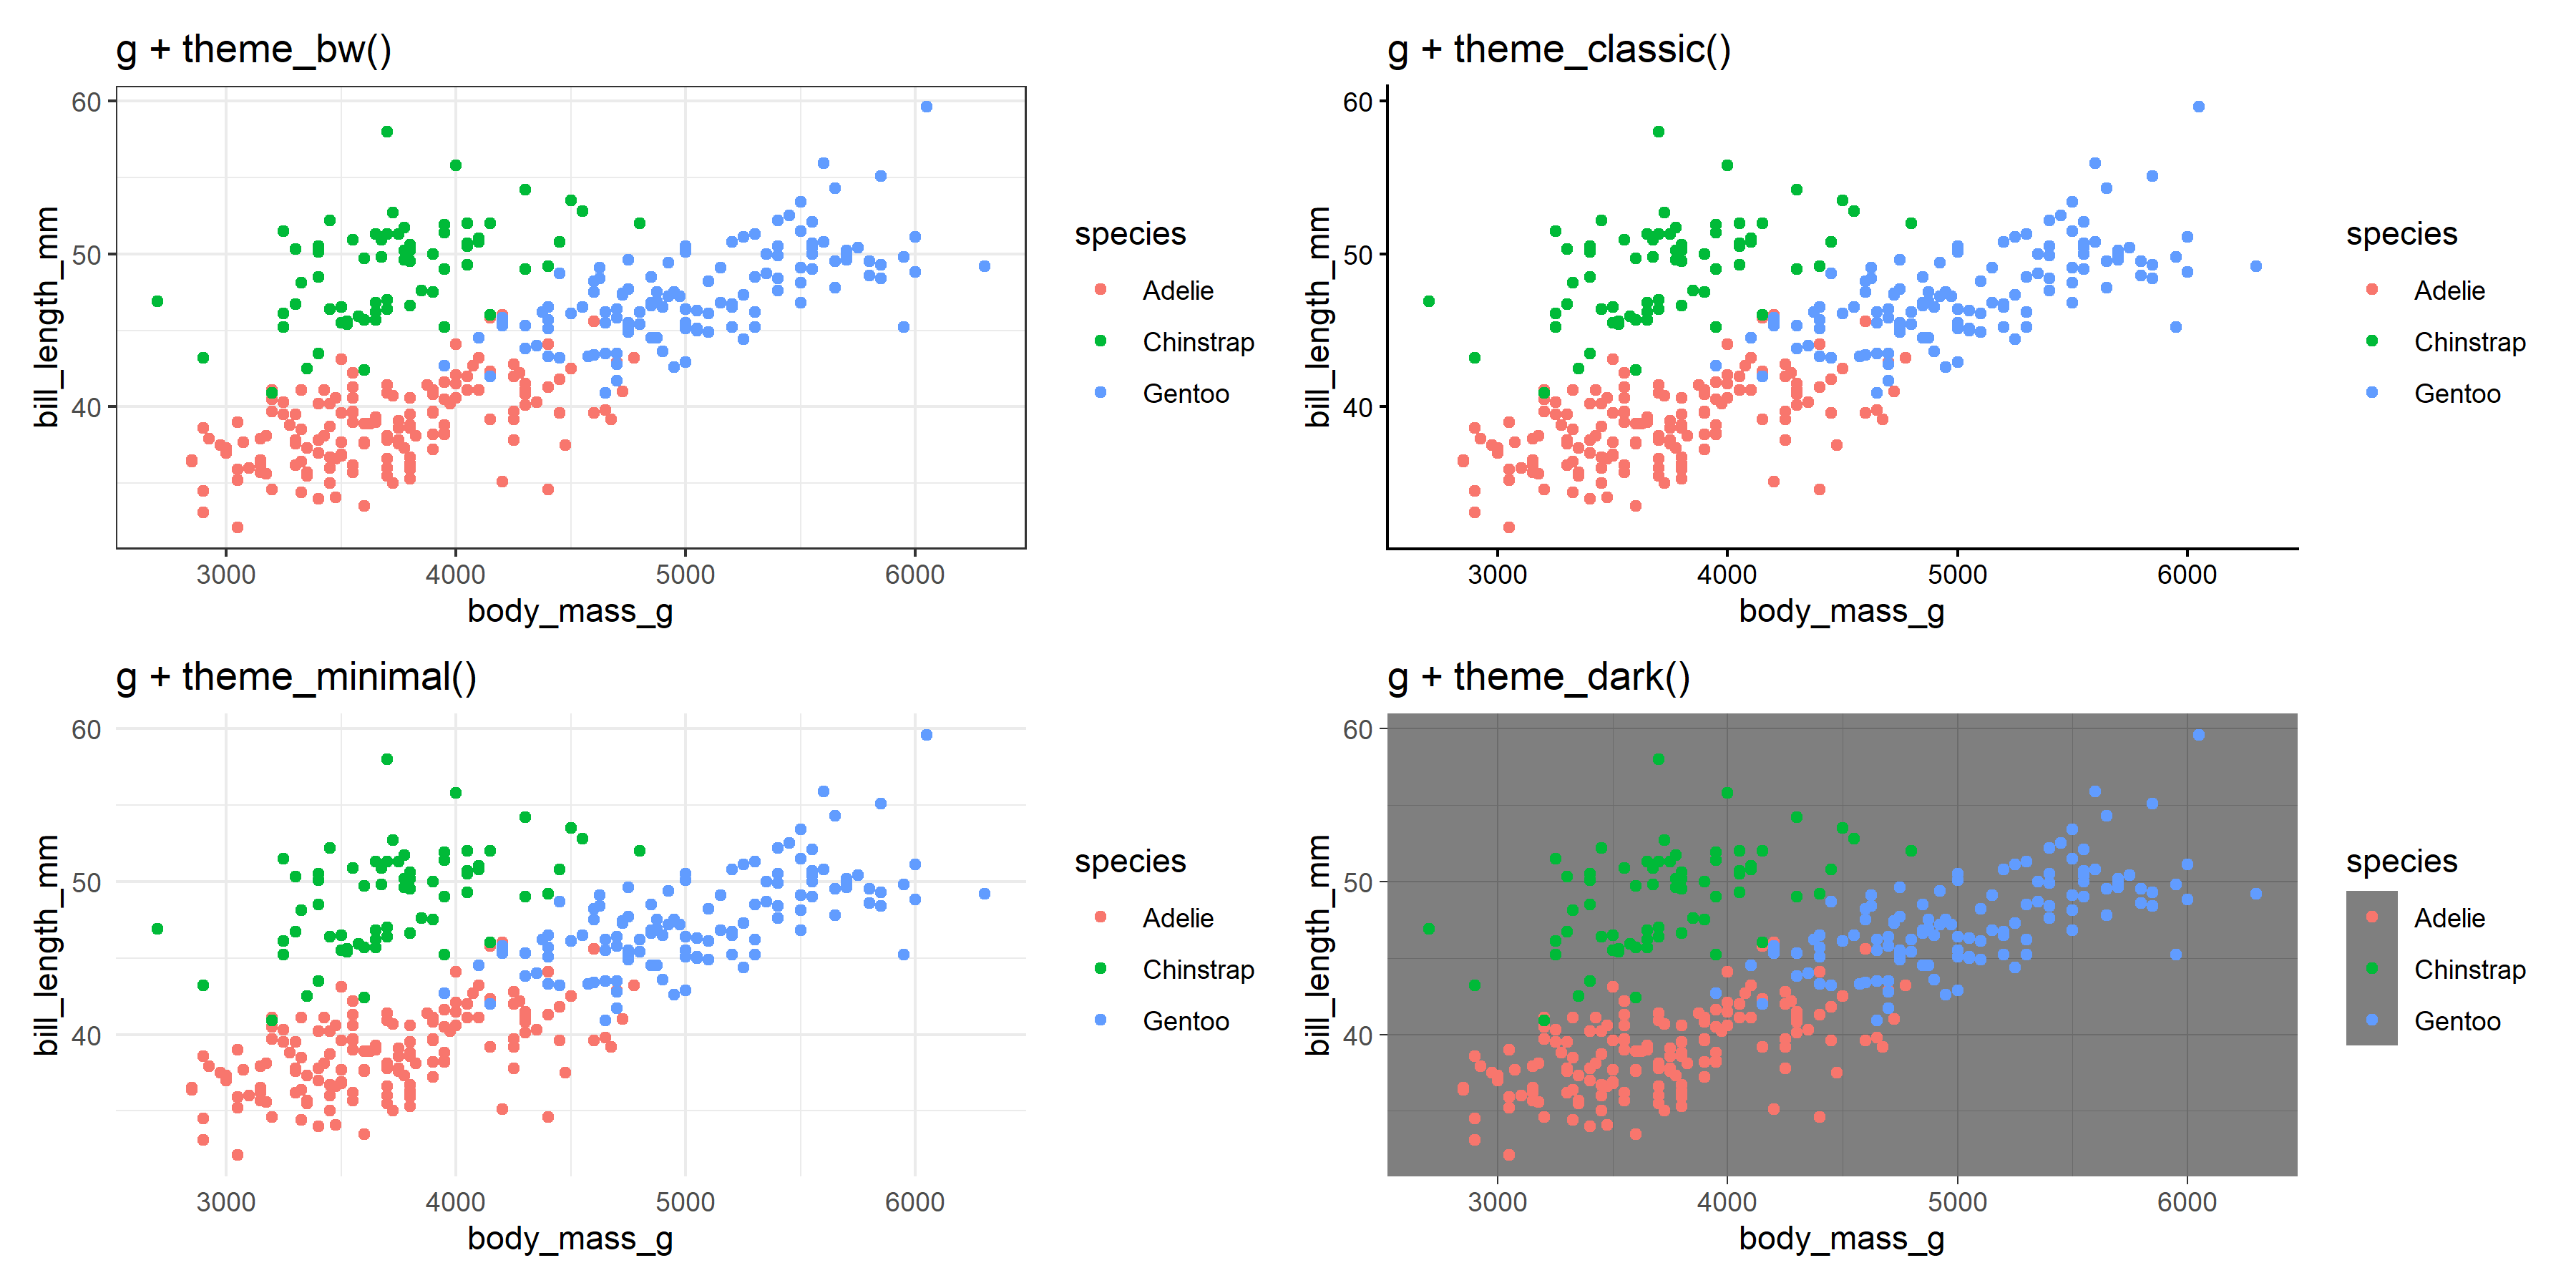 g + theme_bw()
60
50
40
bill_length_mm
3000 4000 5000 6000
body_mass_g
species
Adelie
Chinstrap
Gentoo
g + theme_classic()
60
50
40
bill_length_mm
3000 4000 5000 6000
body_mass_g
species
Adelie
Chinstrap
Gentoo
g + theme_minimal()
60
50
40
bill_length_mm
3000 4000 5000 6000
body_mass_g
species
Adelie
Chinstrap
Gentoo
g + theme_dark()
60
50
40
bill_length_mm
3000 4000 5000 6000
body_mass_g
species
Adelie
Chinstrap
Gentoo